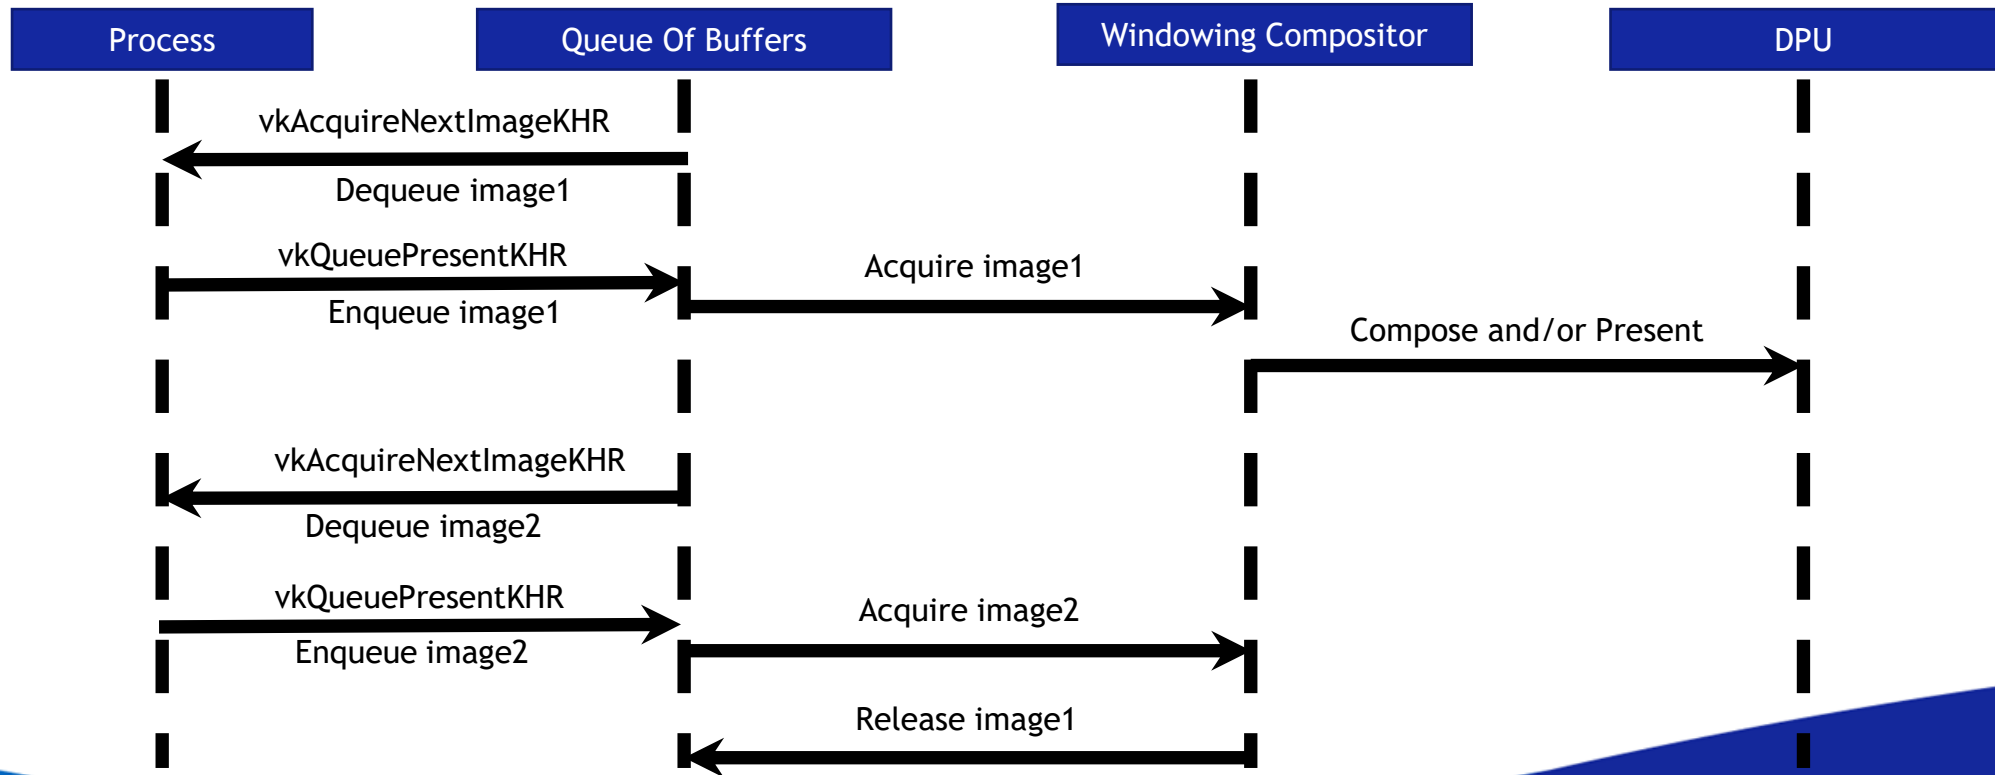 Process
Queue Of Buffers
Windowing Compositor
DPU
vkAcquireNextImageKHR
Dequeue image1
vkQueuePresentKHR
Enqueue image1
Acquire image1
Compose and/or Present
vkAcquireNextImageKHR
Dequeue image2
vkQueuePresentKHR
Enqueue image2
Acquire image2
Release image1